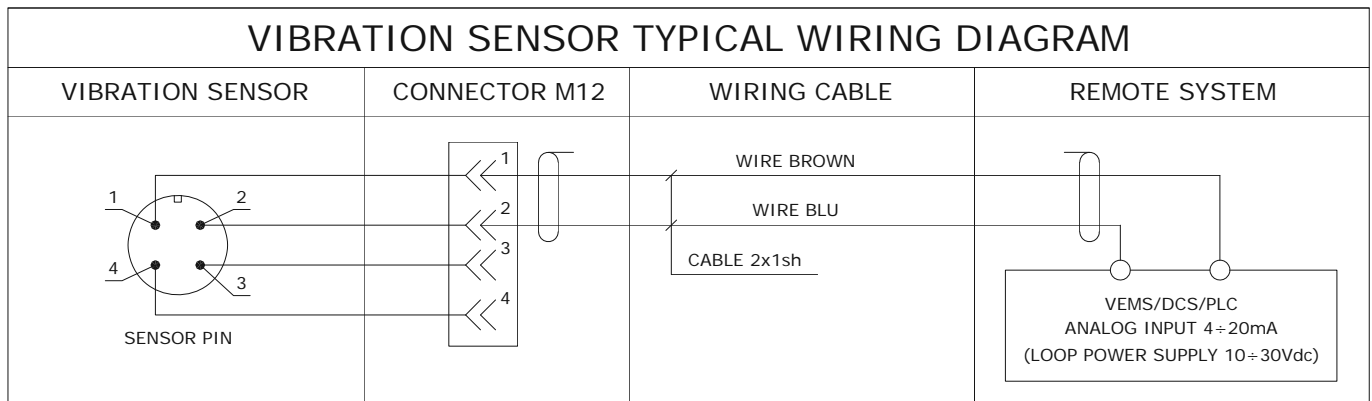 VIBRATION SENSOR TYPICAL WIRING DIAGRAM
VIBRATION SENSOR
CONNECTOR M12
WIRING CABLE
REMOTE SYSTEM
1
2
4
3
SENSOR PIN
1
2
3
4
WIRE BROWN
WIRE BLU
CABLE 2x1sh
VEMS/DCS/PLC
ANALOG INPUT 4÷20mA
(LOOP POWER SUPPLY 10÷30Vdc)